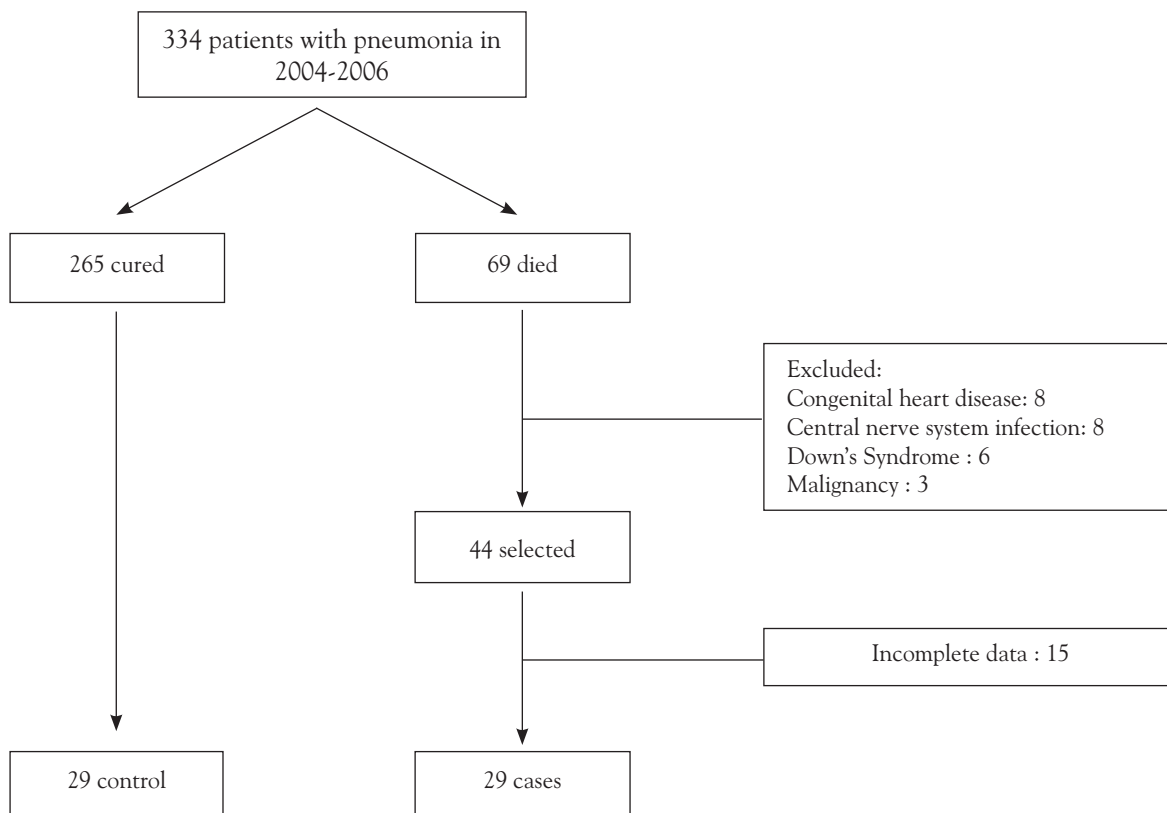 334 patients with pneumonia in
2004-2006
265 cured
69 died
Excluded:
Congenital heart disease: 8
Central nerve system infection: 8
Down's Syndrome : 6
Malignancy : 3
44 selected
Incomplete data : 15
29 control
29 cases